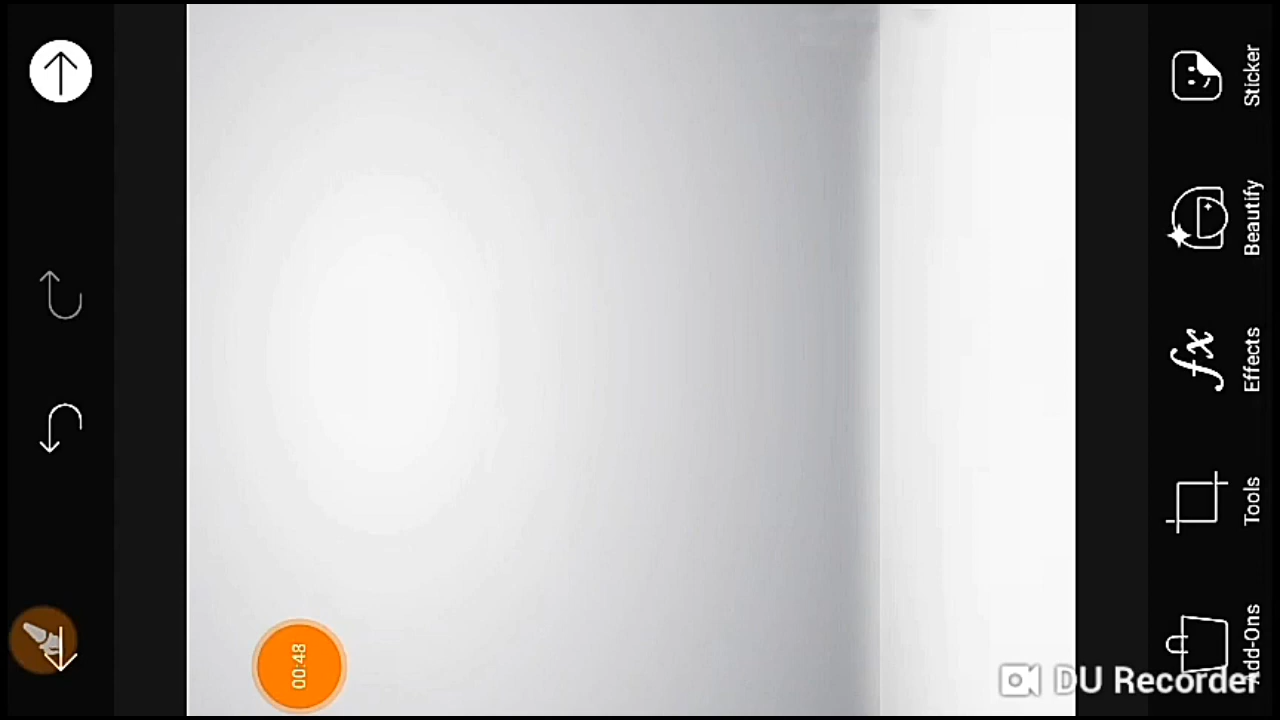 Add-Ons
Tools
Effects
Beautify
Sticker
00:48
DU Recorder